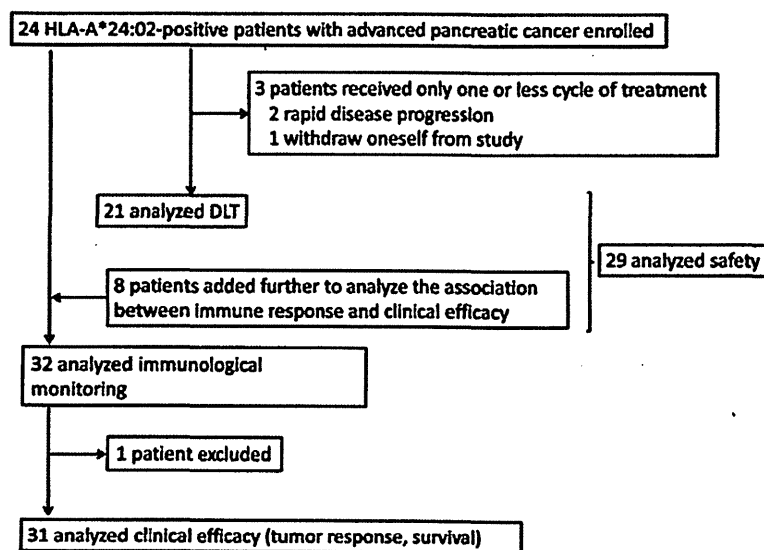 24 HLA-A*24:02-positive patients with advanced pancreatic cancer enrolled
3 patients received only one or less cycle of treatment
2 rapid disease progression
1 withdraw oneself from study
21 analyzed DLT
29 analyzed safety
8 patients added further to analyze the association
between immune response and clinical efficacy
32 analyzed immunological
monitoring
1 patient excluded
31 analyzed clinical efficacy (tumor response, survival)